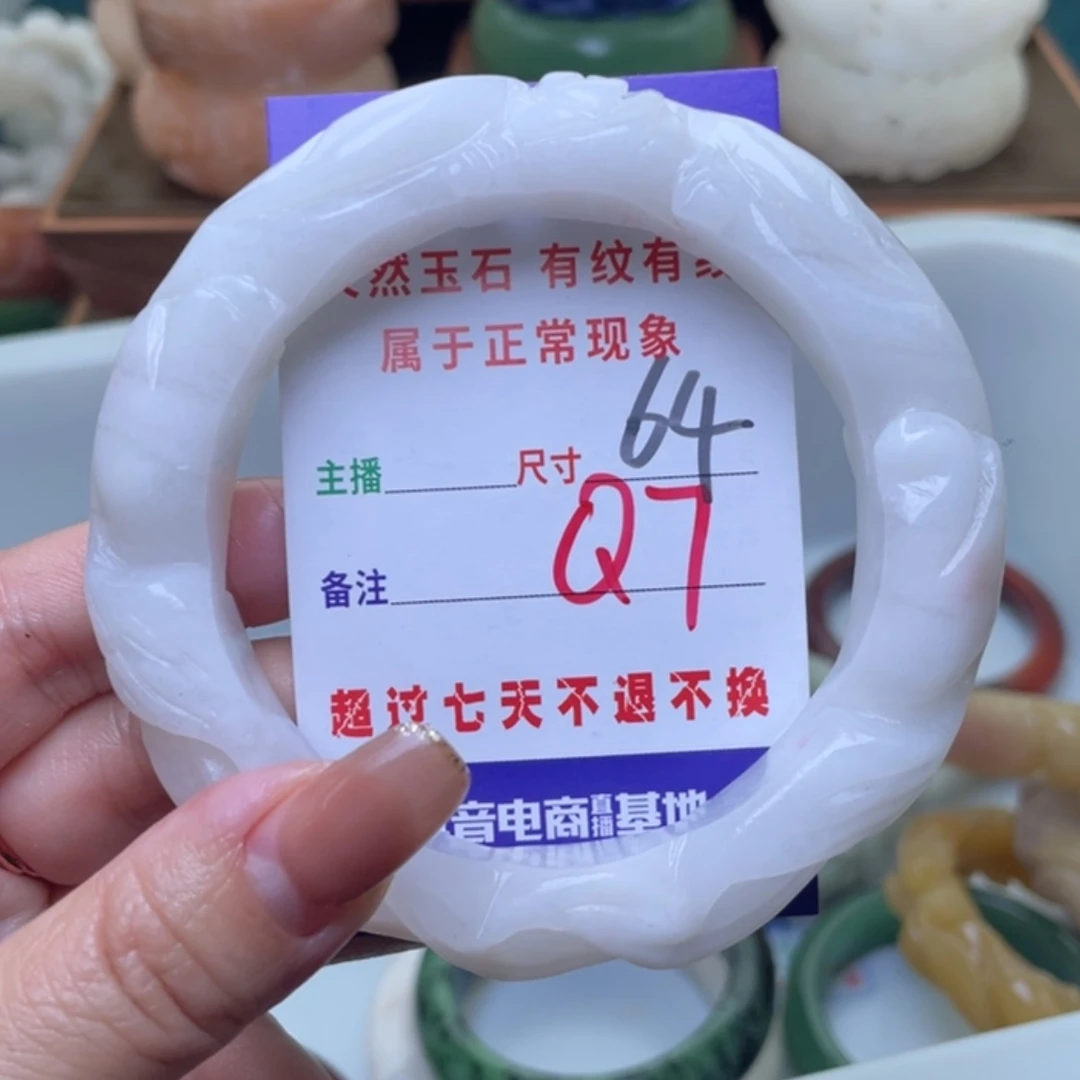 然玉石 有纹有
属于正常现象
主播 尺寸 64
备注 Q7
超过七天不退不换
音电商直播基地